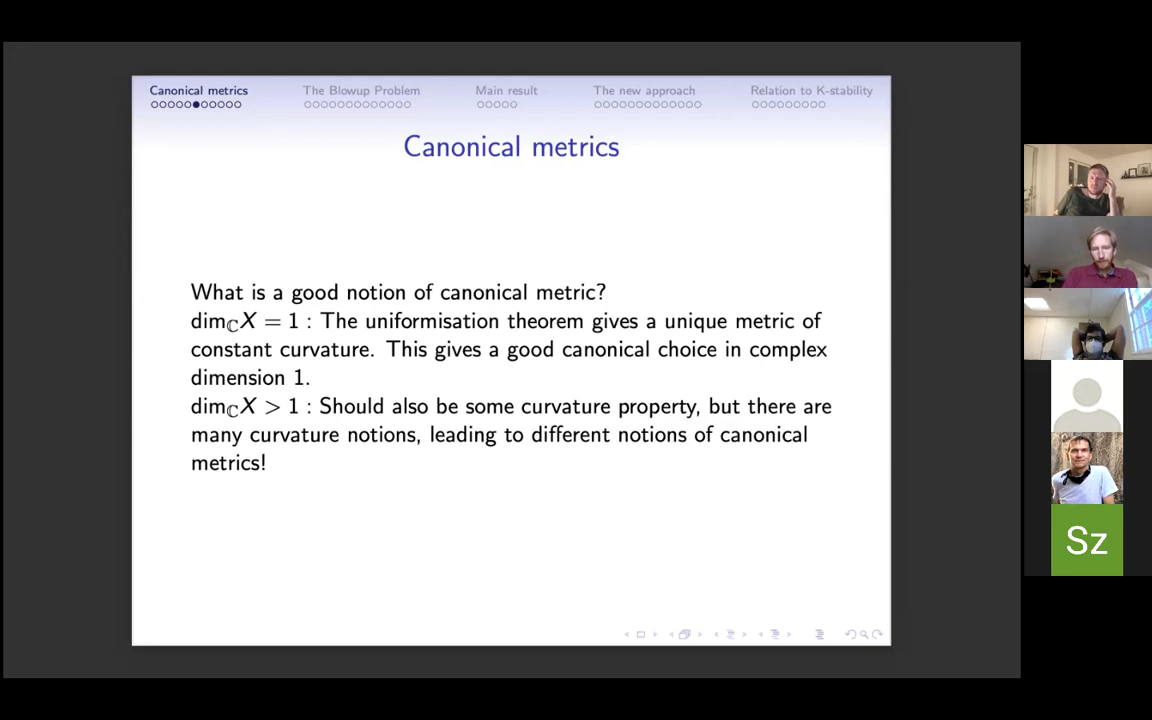 Canonical metrics The Blowup Problem Main result The new approach Relation to K-stability
Canonical metrics
What is a good notion of canonical metric?
dim_ℂX = 1 : The uniformisation theorem gives a unique metric of
constant curvature. This gives a good canonical choice in complex
dimension 1.
dim_ℂX > 1 : Should also be some curvature property, but there are
many curvature notions, leading to different notions of canonical
metrics!
Sz